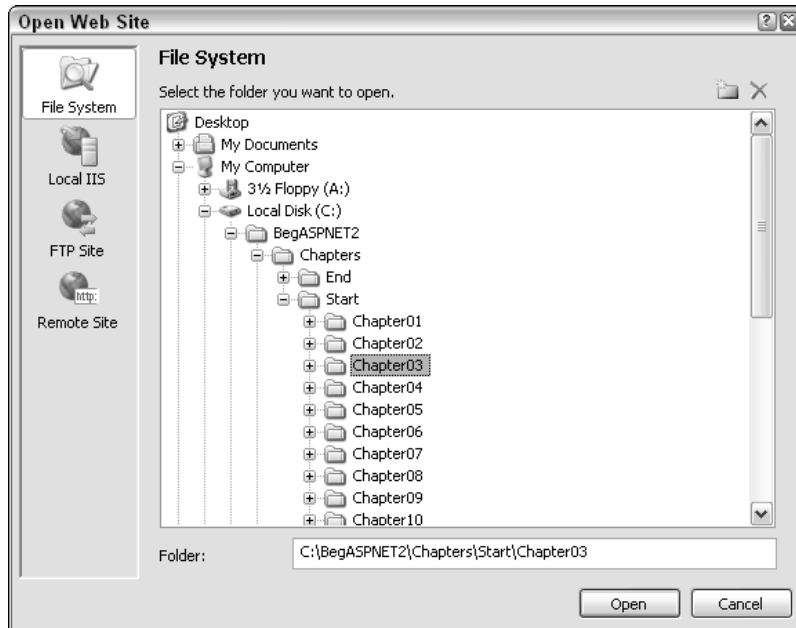 Open Web Site
File System
Local IIS
FTP Site
http:
Remote Site
File System
Select the folder you want to open.
Desktop
My Documents
My Computer
3½ Floppy (A:)
Local Disk (C:)
BegASPNET2
Chapters
End
Start
Chapter01
Chapter02
Chapter03
Chapter04
Chapter05
Chapter06
Chapter07
Chapter08
Chapter09
Chapter10
Folder: C:\BegASPNET2\Chapters\Start\Chapter03
Open Cancel